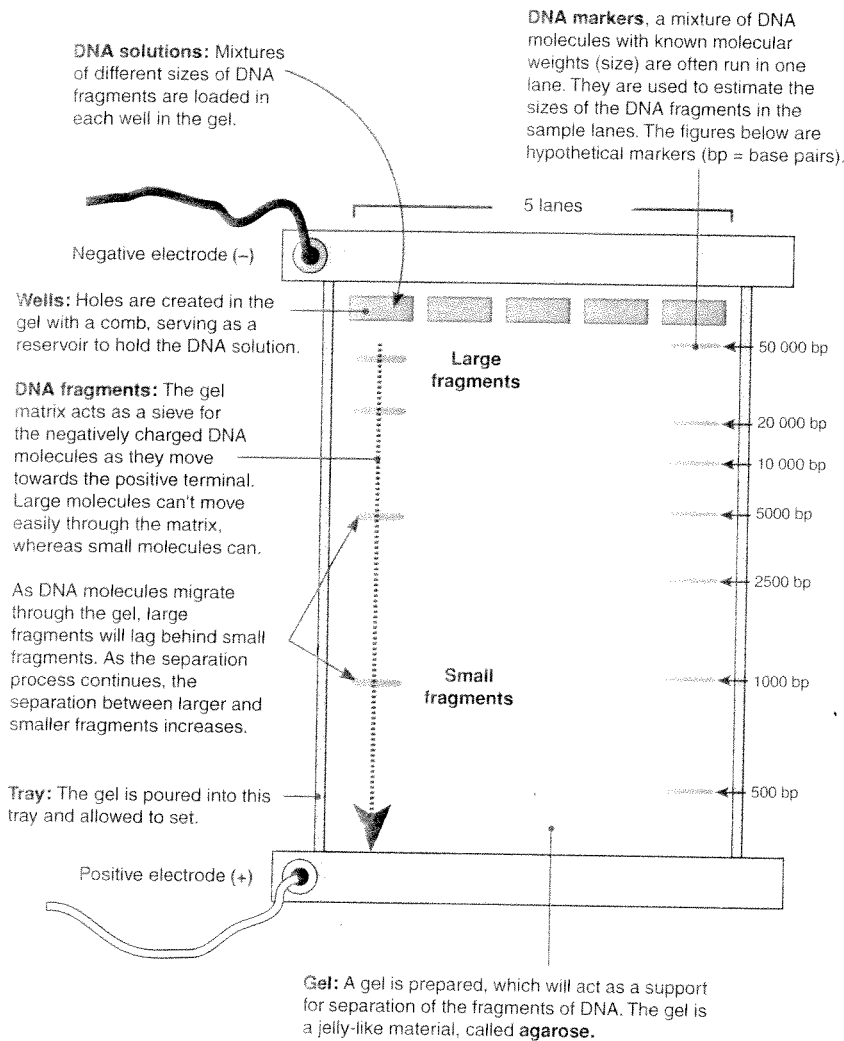 DNA solutions: Mixtures
of different sizes of DNA
fragments are loaded in
each well in the gel.
DNA markers, a mixture of DNA
molecules with known molecular
weights (size) are often run in one
lane. They are used to estimate the
sizes of the DNA fragments in the
sample lanes. The figures below are
hypothetical markers (bp = base pairs).
5 lanes
Negative electrode (–)
Wells: Holes are created in the
gel with a comb, serving as a
reservoir to hold the DNA solution.
Large
fragments
50 000 bp
20 000 bp
10 000 bp
5000 bp
2500 bp
1000 bp
500 bp
DNA fragments: The gel
matrix acts as a sieve for
the negatively charged DNA
molecules as they move
towards the positive terminal.
Large molecules can't move
easily through the matrix,
whereas small molecules can.
As DNA molecules migrate
through the gel, large
fragments will lag behind small
fragments. As the separation
process continues, the
separation between larger and
smaller fragments increases.
Small
fragments
Tray: The gel is poured into this
tray and allowed to set.
Positive electrode (+)
Gel: A gel is prepared, which will act as a support
for separation of the fragments of DNA. The gel is
a jelly-like material, called agarose.